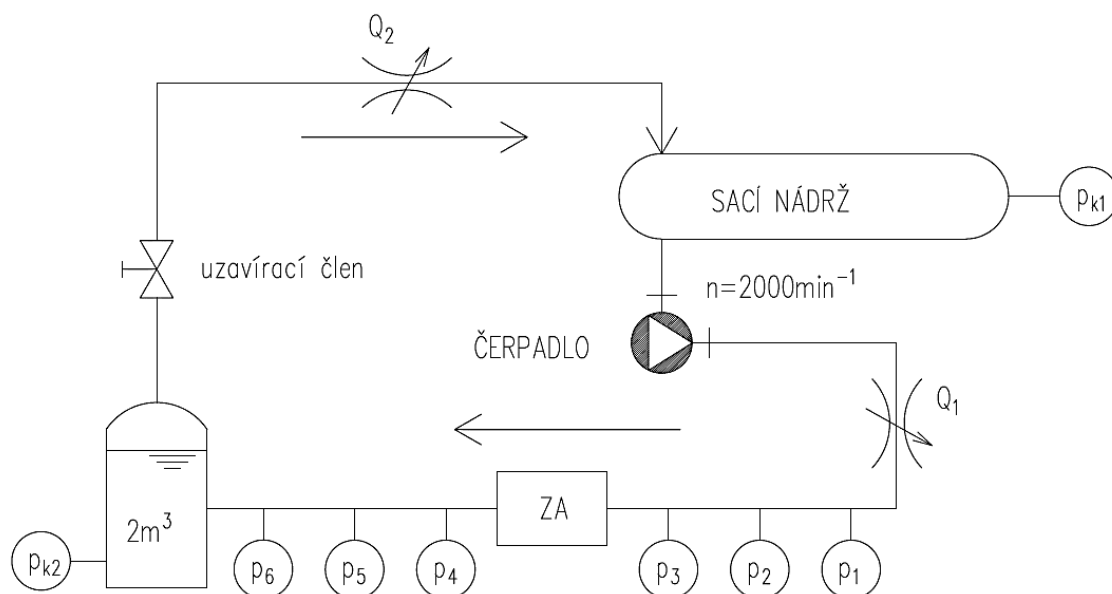 Q₂
SACÍ NÁDRŽ
pk1
uzavírací člen
n=2000min⁻¹
ČERPADLO
Q₁
2m³
ZA
pk2
p₆
p₅
p₄
p₃
p₂
p₁